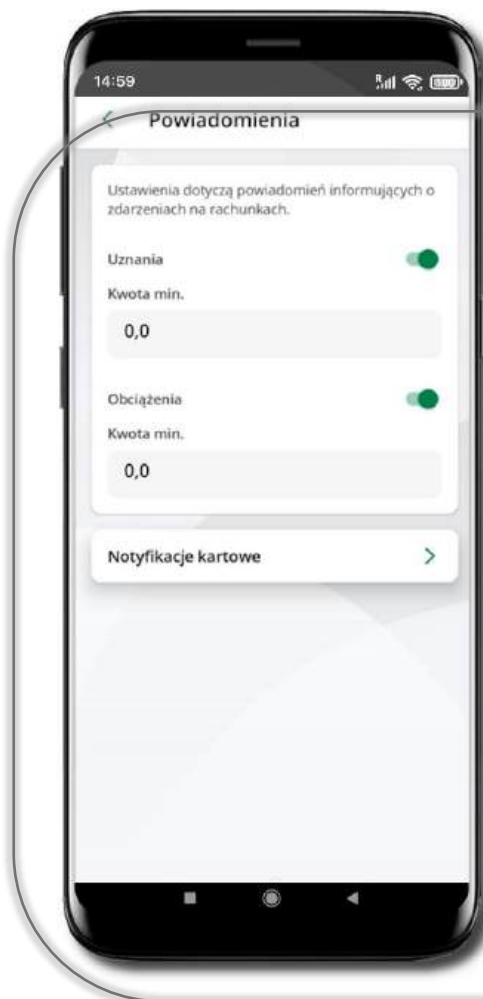 14:59
Powiadomienia
Ustawienia dotyczą powiadomień informujących o
zdarzeniach na rachunkach.
Uznania
Kwota min.
0,0
Obciążenia
Kwota min.
0,0
Notyfikacje kartowe